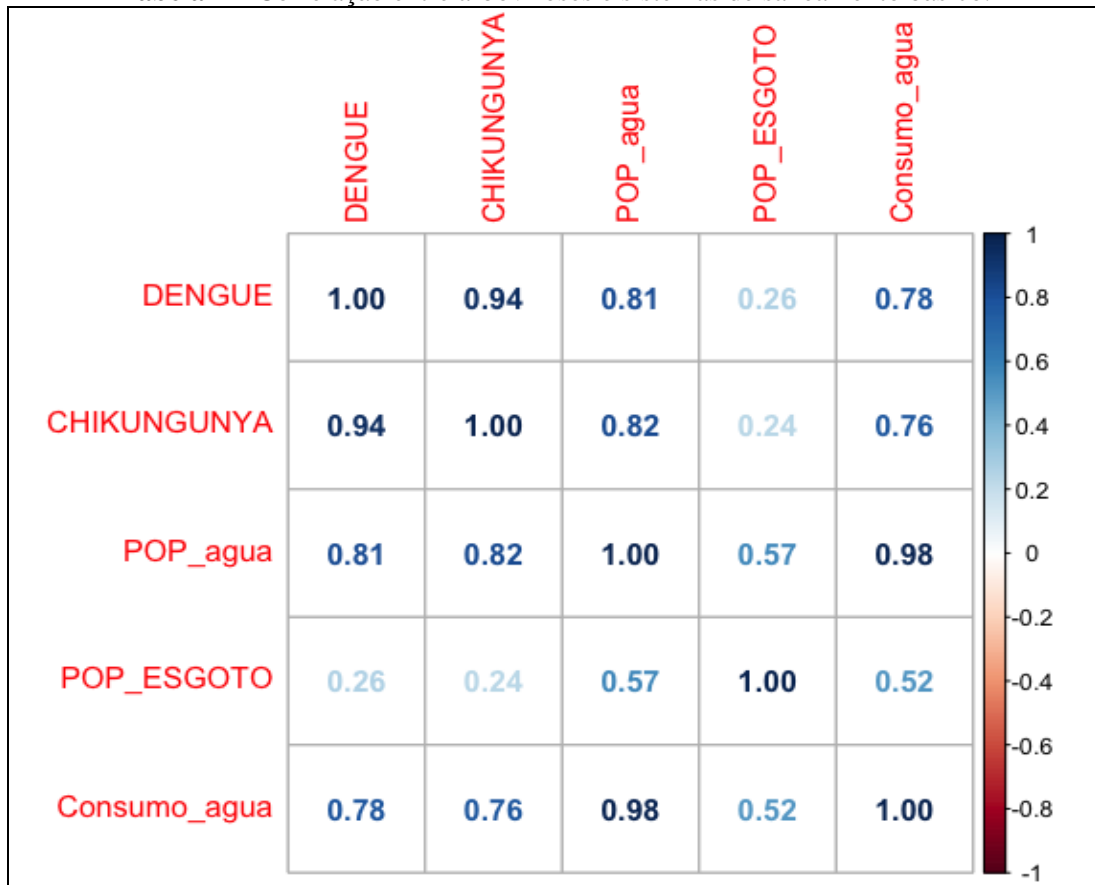 DENGUE
CHIKUNGUNYA
POP_agua
POP_ESGOTO
Consumo_agua
DENGUE 1.00 0.94 0.81 0.26 0.78
CHIKUNGUNYA 0.94 1.00 0.82 0.24 0.76
POP_agua 0.81 0.82 1.00 0.57 0.98
POP_ESGOTO 0.26 0.24 0.57 1.00 0.52
Consumo_agua 0.78 0.76 0.98 0.52 1.00
1
0.8
0.6
0.4
0.2
0
-0.2
-0.4
-0.6
-0.8
-1